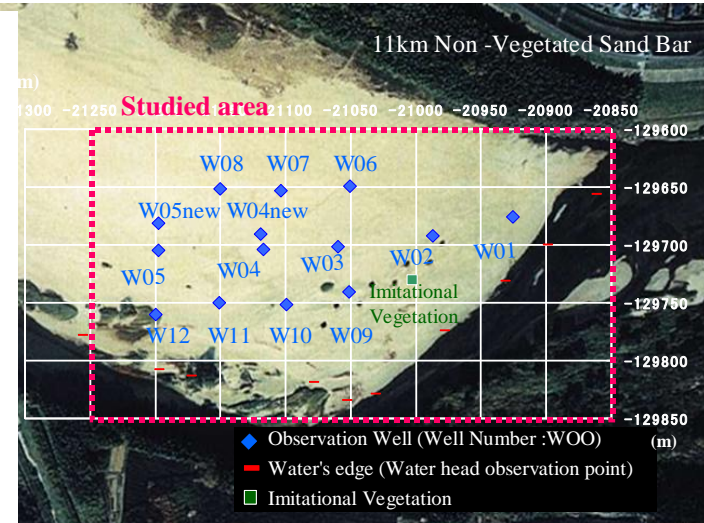 11km Non -Vegetated Sand Bar
m)
1300 -21250 -21100 -21050 -21000 -20950 -20900 -20850
Studied area
-129600
W08 W07 W06
-129650
W05new W04new
-129700
W05 W04 W03 W02 W01
Imitational
Vegetation
-129750
W12 W11 W10 W09
-129800
-129850
Observation Well (Well Number :WOO) (m)
Water's edge (Water head observation point)
Imitational Vegetation